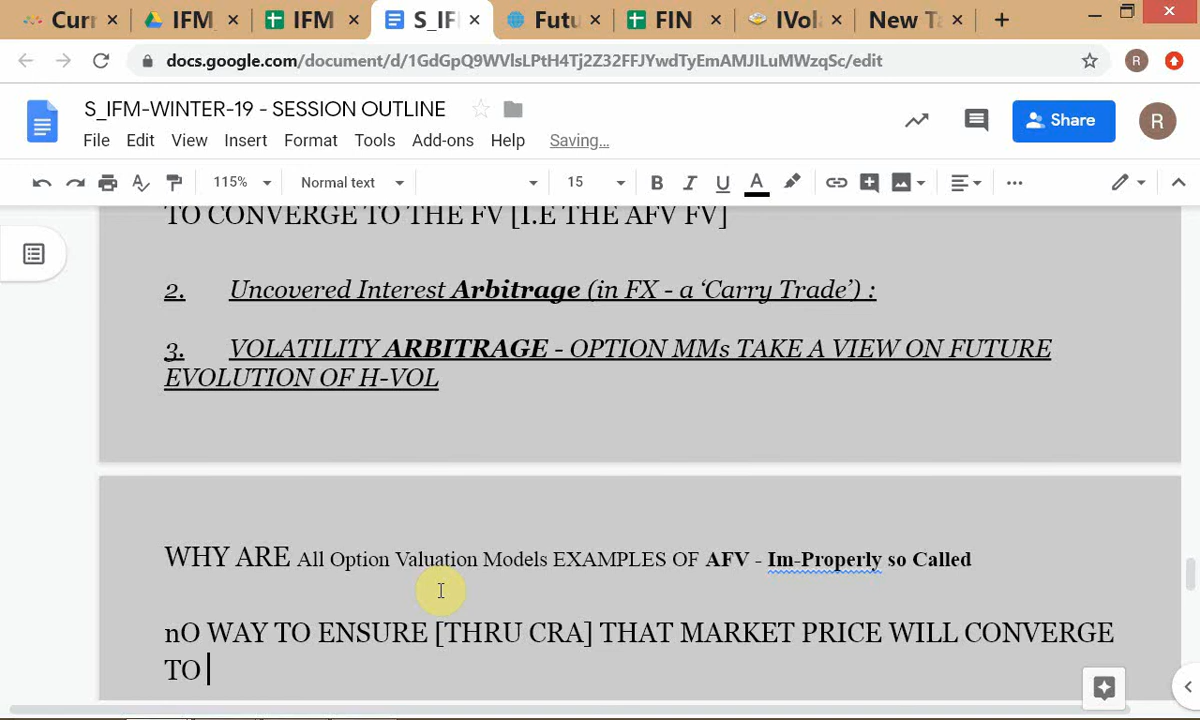 Curr IFM IFM S_IF Futu FIN IVol New Ta
docs.google.com/document/d/1GdGpQ9WVlsLPtH4Tj2Z32FFJYwdTyEmAMJILuMWzqSc/edit
R
S_IFM-WINTER-19 - SESSION OUTLINE
File Edit View Insert Format Tools Add-ons Help Saving...
Share
R
115% Normal text 15 B I U A
TO CONVERGE TO THE FV [I.E THE AFV FV]
2. Uncovered Interest Arbitrage (in FX - a ‘Carry Trade’) :
3. VOLATILITY ARBITRAGE - OPTION MMs TAKE A VIEW ON FUTURE
EVOLUTION OF H-VOL
WHY ARE All Option Valuation Models EXAMPLES OF AFV - Im-Properly so Called
nO WAY TO ENSURE [THRU CRA] THAT MARKET PRICE WILL CONVERGE
TO